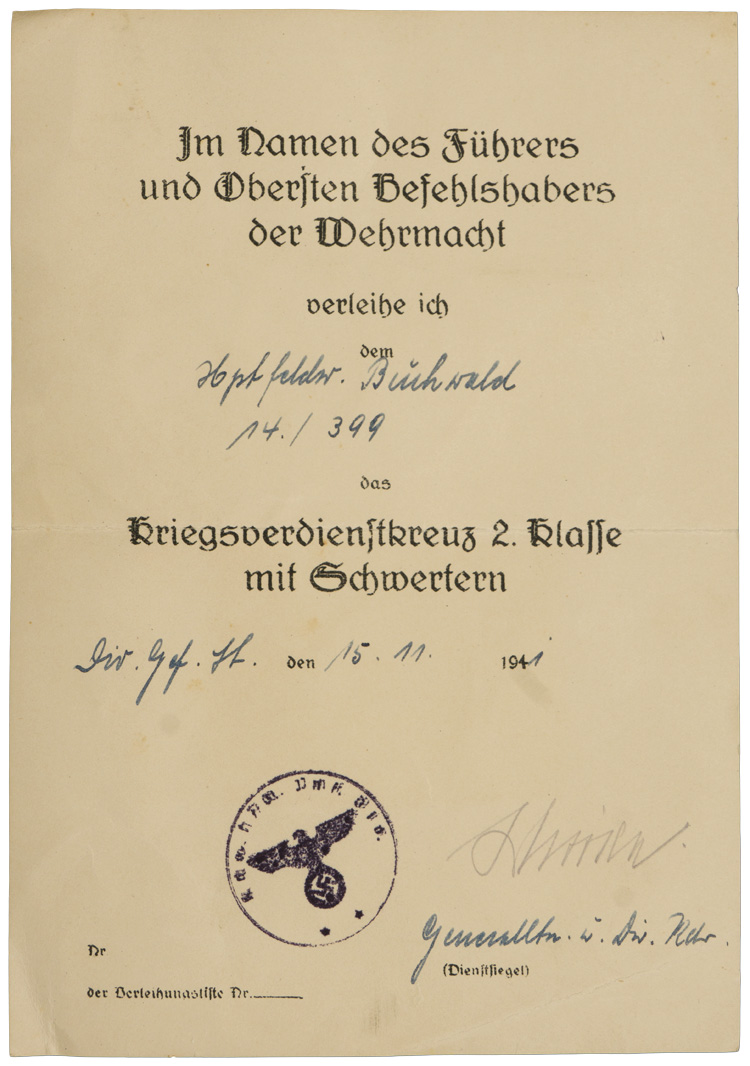 Im Namen des Führers
und Obersten Befehlshabers
der Wehrmacht
verleihe ich
dem
Hptfeldw. Buchwald
14./399
das
Kriegsverdienstkreuz 2. Klasse
mit Schwertern
Div. Gef. St. den 15. 11. 1941
Generalltn. u. Div. Kdr.
(Dienstsiegel)
Nr
der Verleihungsliste Nr.